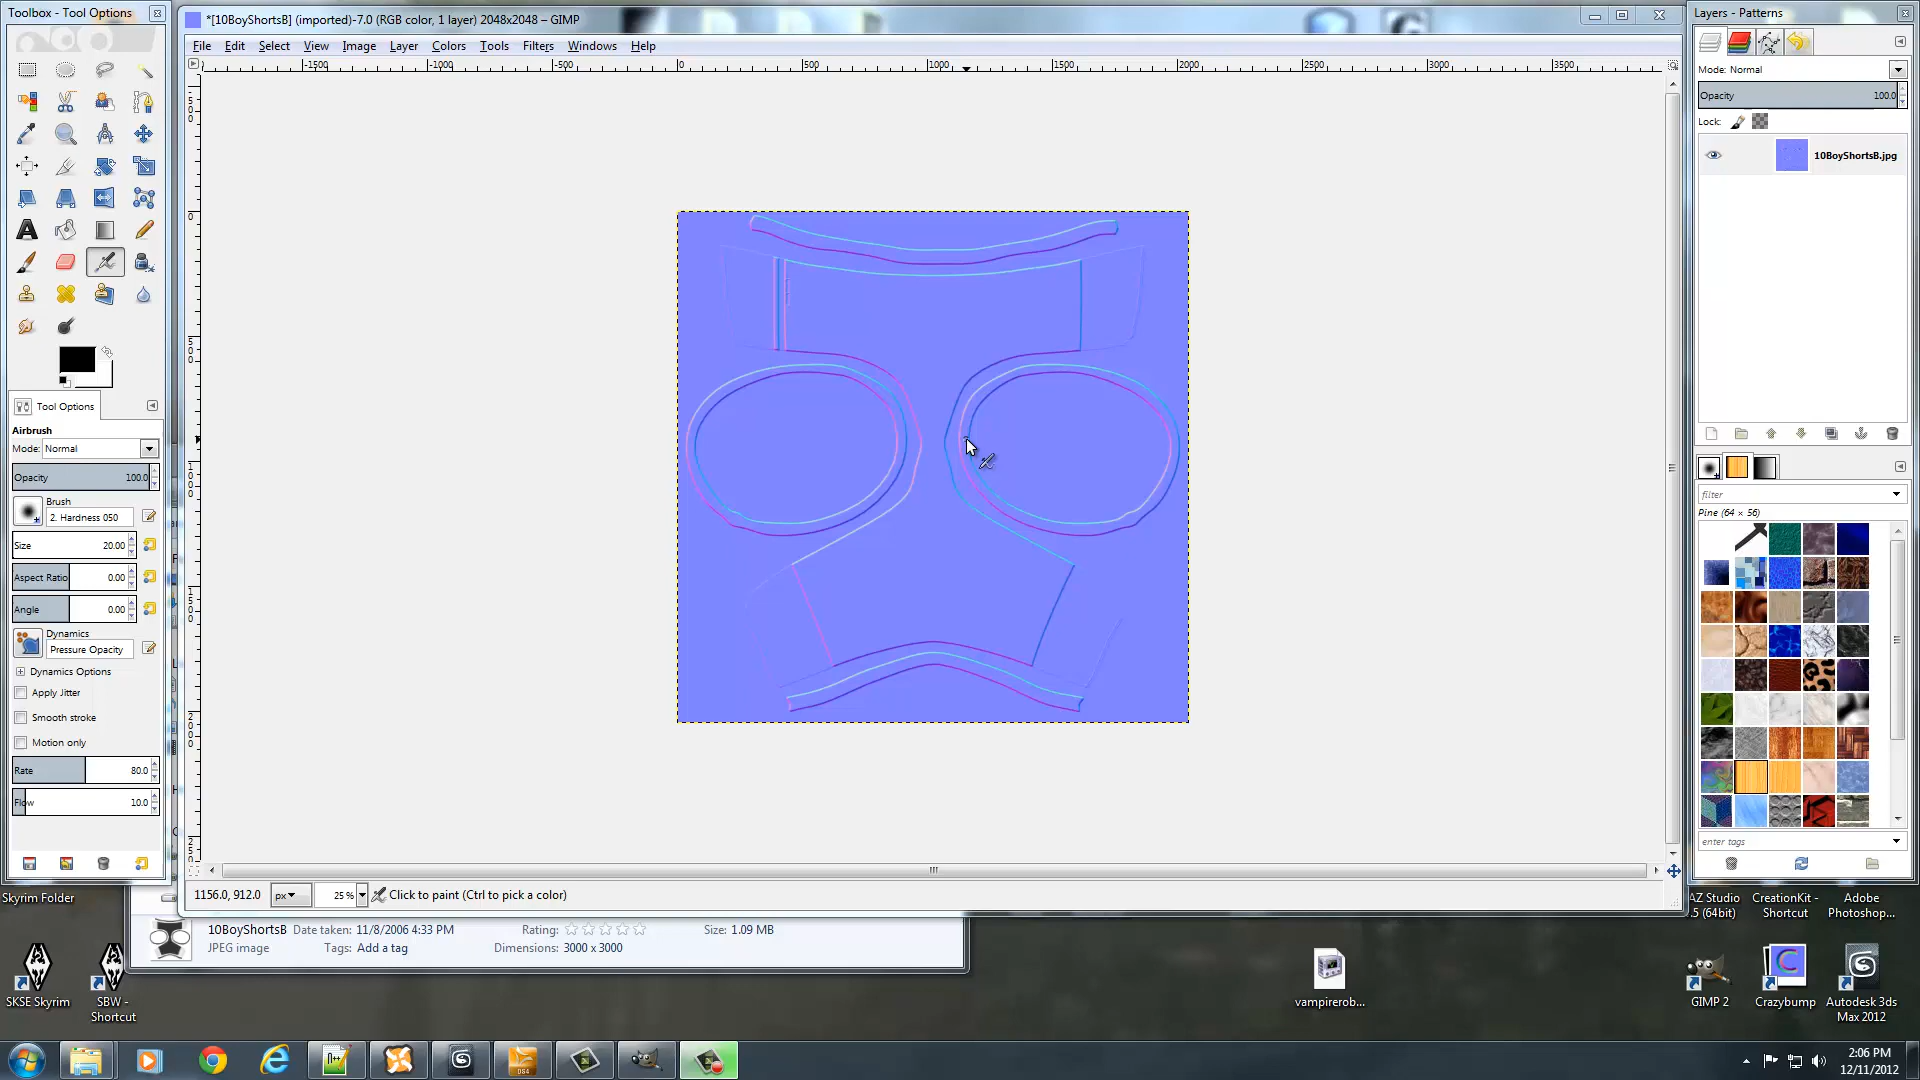 Toolbox - Tool Options
*[10BoyShortsB] (imported)-7.0 (RGB color, 1 layer) 2048x2048 – GIMP
Layers - Patterns
File Edit Select View Image Layer Colors Tools Filters Windows Help
-1500 -1000 -500 0 500 1000 1500 2000 2500 3000 3500
Mode: Normal
Opacity 100.0
Lock:
10BoyShortsB.jpg
Tool Options
Airbrush
Mode: Normal
Opacity 100.0
Brush
2. Hardness 050
Size 20.00
Aspect Ratio 0.00
Angle 0.00
Dynamics
Pressure Opacity
Dynamics Options
Apply Jitter
Smooth stroke
Motion only
Rate 80.0
Flow 10.0
filter
Pine (64 × 56)
enter tags
1156.0, 912.0 px 25 % Click to paint (Ctrl to pick a color)
10BoyShortsB Date taken: 11/8/2006 4:33 PM Rating: Size: 1.09 MB
JPEG image Tags: Add a tag Dimensions: 3000 x 3000
Skyrim Folder
SKSE Skyrim
SBW -
Shortcut
vampirerob...
AZ Studio
.5 (64bit)
CreationKit -
Shortcut
Adobe
Photoshop...
GIMP 2
Crazybump
Autodesk 3ds
Max 2012
DS4
2:06 PM
12/11/2012